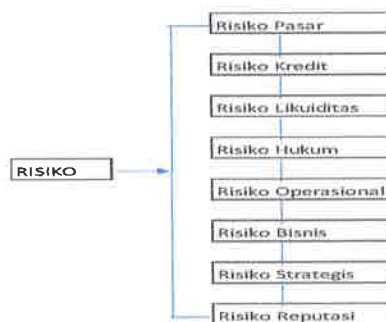 Risiko Pasar
Risiko Kredit
Risiko Likuiditas
Risiko Hukum
RISIKO
Risiko Operasional
Risiko Bisnis
Risiko Strategis
Risiko Reputasi